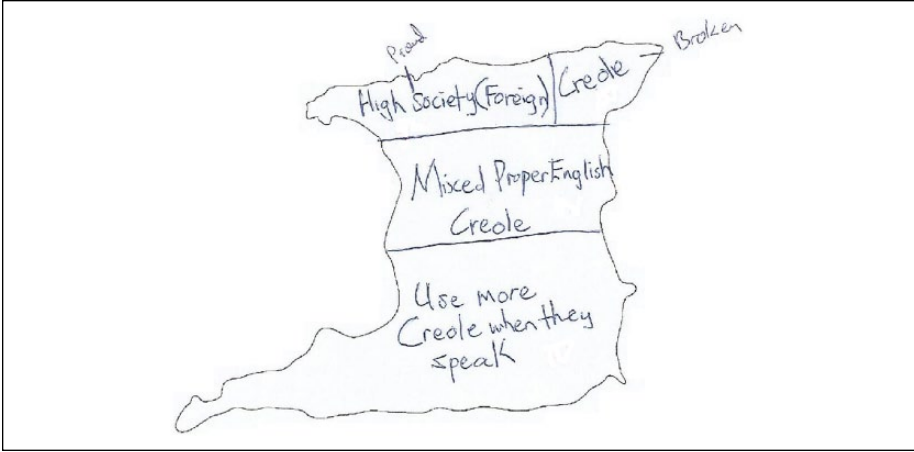 Proud
Broken
High Society (Foreign)
Creole
Mixed Proper English
Creole
Use more
Creole when they
speak